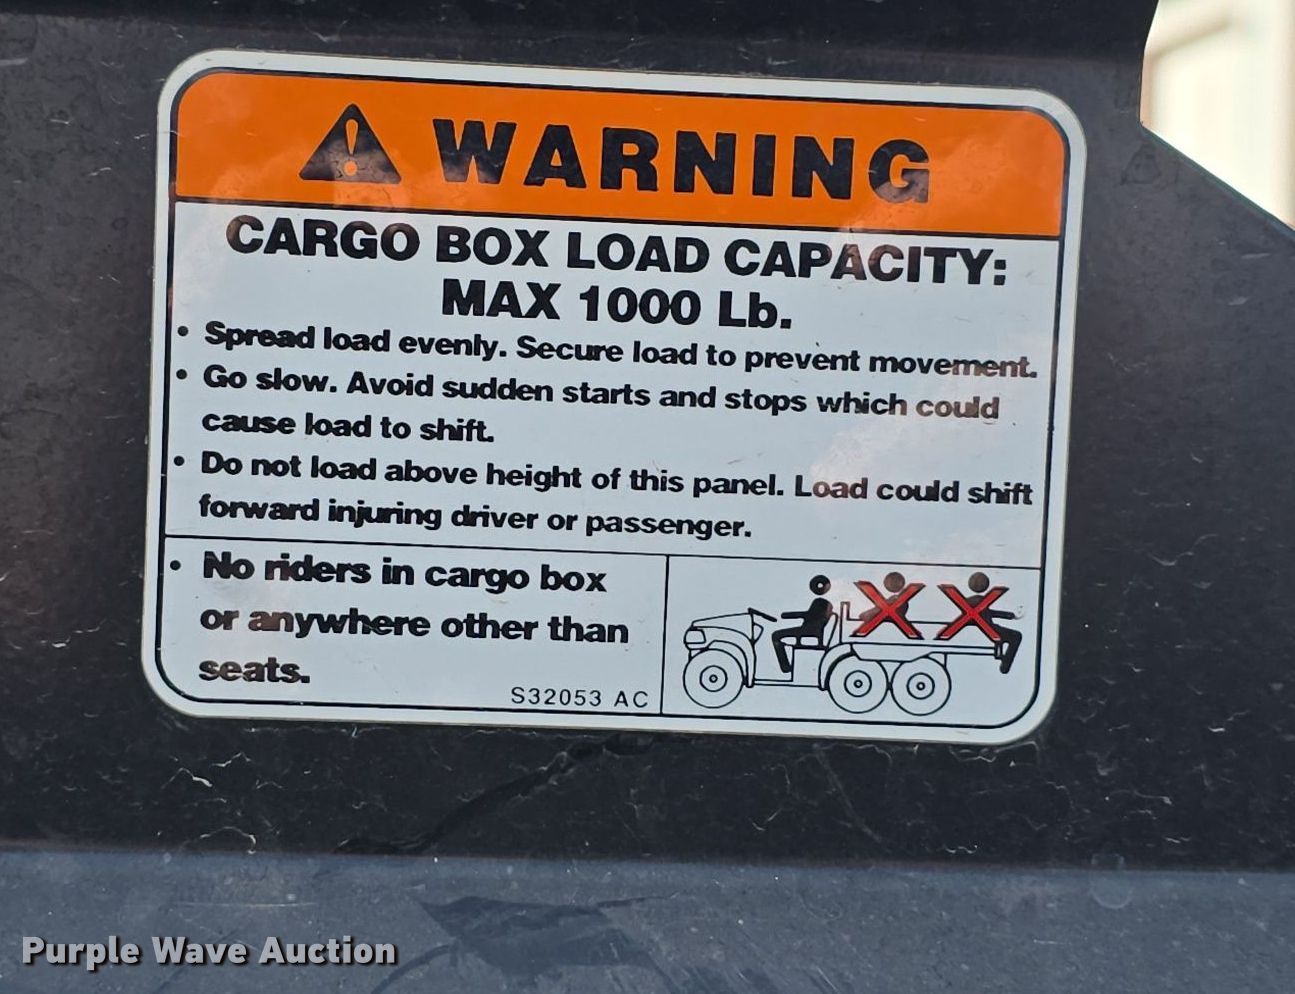 WARNING
CARGO BOX LOAD CAPACITY:
MAX 1000 Lb.
• Spread load evenly. Secure load to prevent movement.
• Go slow. Avoid sudden starts and stops which could
cause load to shift.
• Do not load above height of this panel. Load could shift
forward injuring driver or passenger.
• No riders in cargo box
or anywhere other than
seats.
S32053 AC
Purple Wave Auction